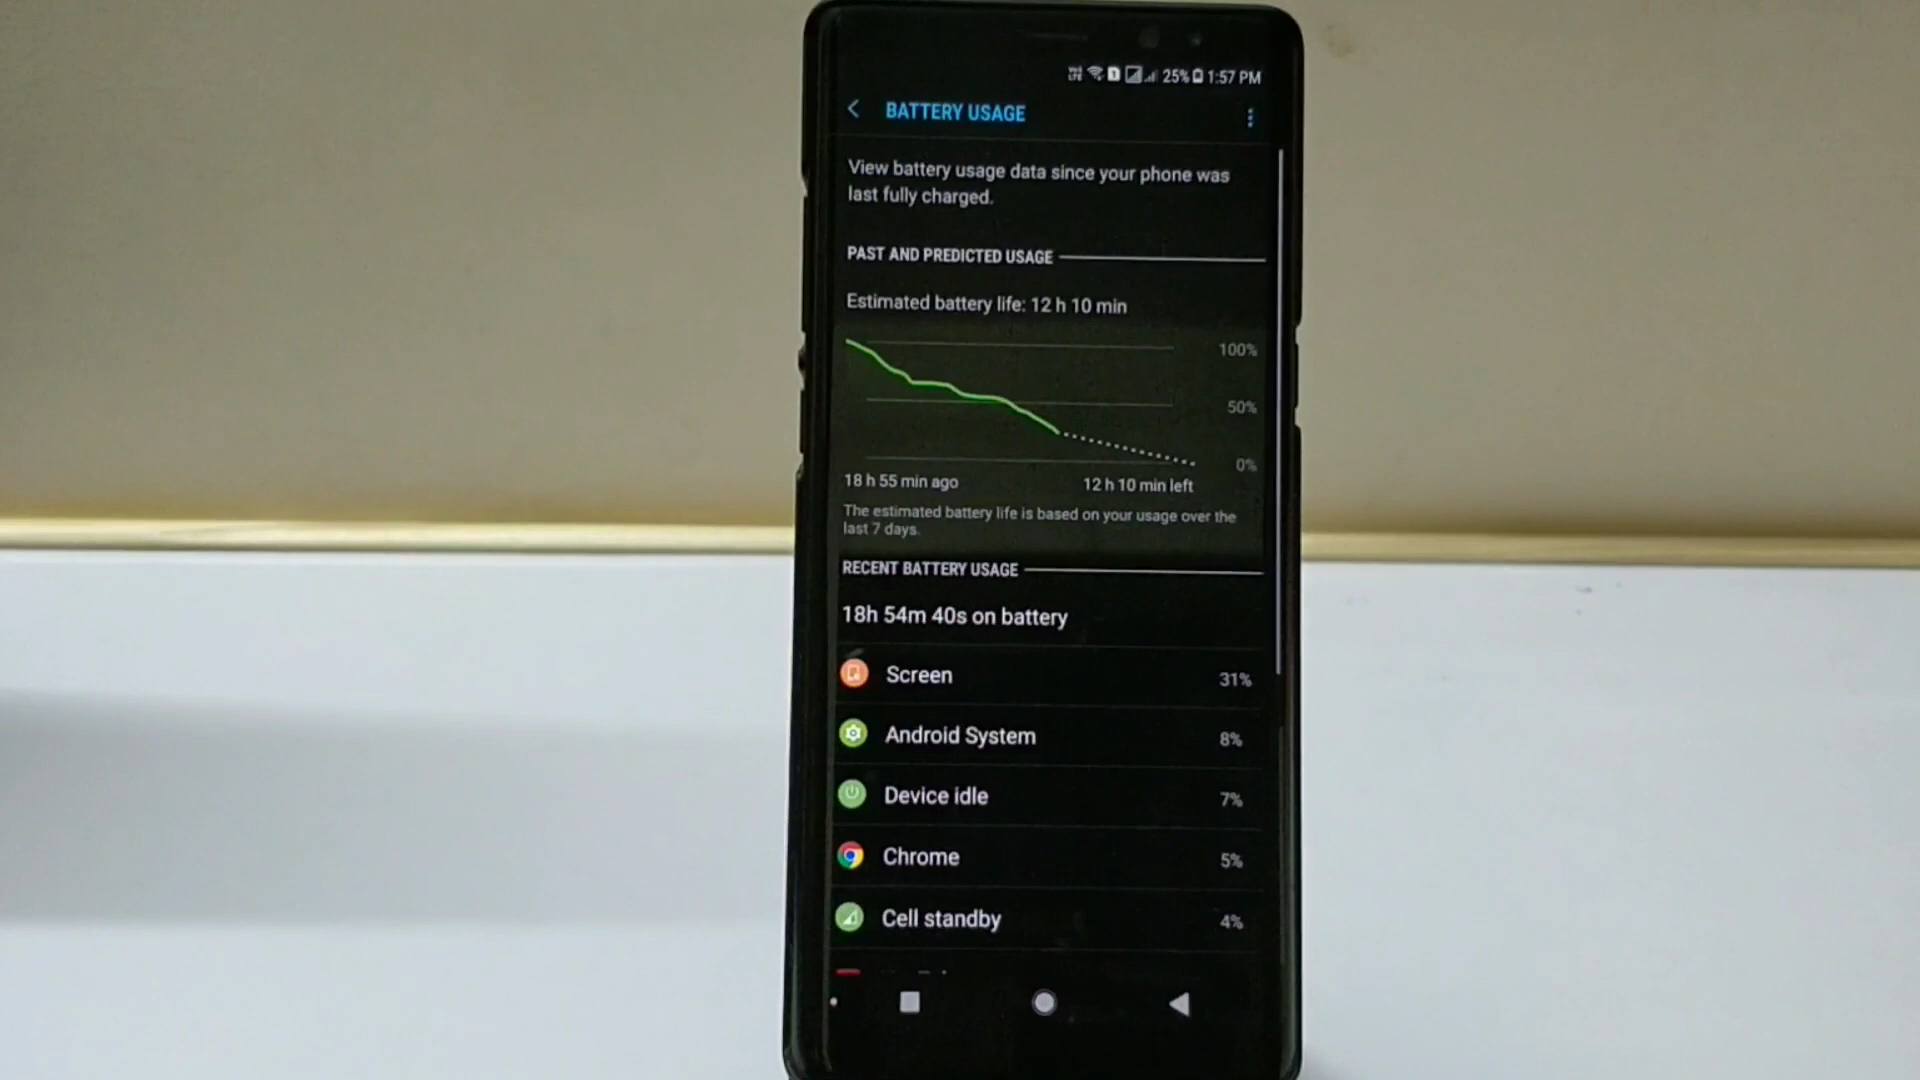 VoLTE 1 25% 1:57 PM
BATTERY USAGE
View battery usage data since your phone was
last fully charged.
PAST AND PREDICTED USAGE
Estimated battery life: 12 h 10 min
100%
50%
0%
18 h 55 min ago 12 h 10 min left
The estimated battery life is based on your usage over the
last 7 days.
RECENT BATTERY USAGE
18h 54m 40s on battery
Screen 31%
Android System 8%
Device idle 7%
Chrome 5%
Cell standby 4%